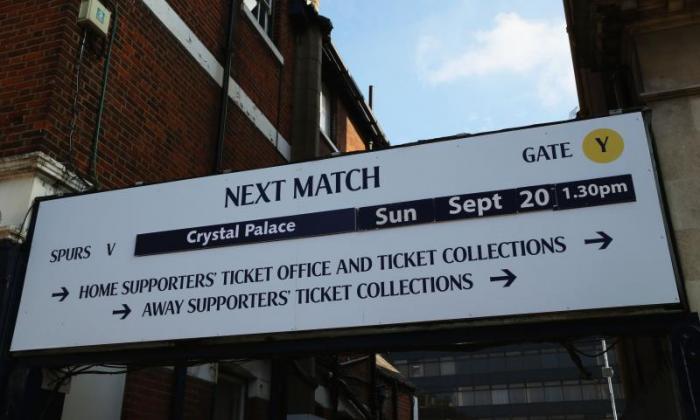 GATE Y
NEXT MATCH
SPURS V Crystal Palace Sun Sept 20 1.30pm
HOME SUPPORTERS' TICKET OFFICE AND TICKET COLLECTIONS
AWAY SUPPORTERS' TICKET COLLECTIONS